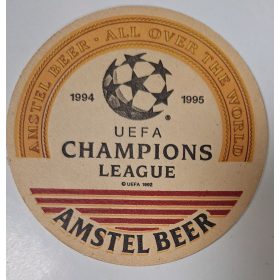 AMSTEL BEER · ALL OVER THE WORLD
1994 1995
®
UEFA
CHAMPIONS
LEAGUE
© UEFA 1992
AMSTEL BEER